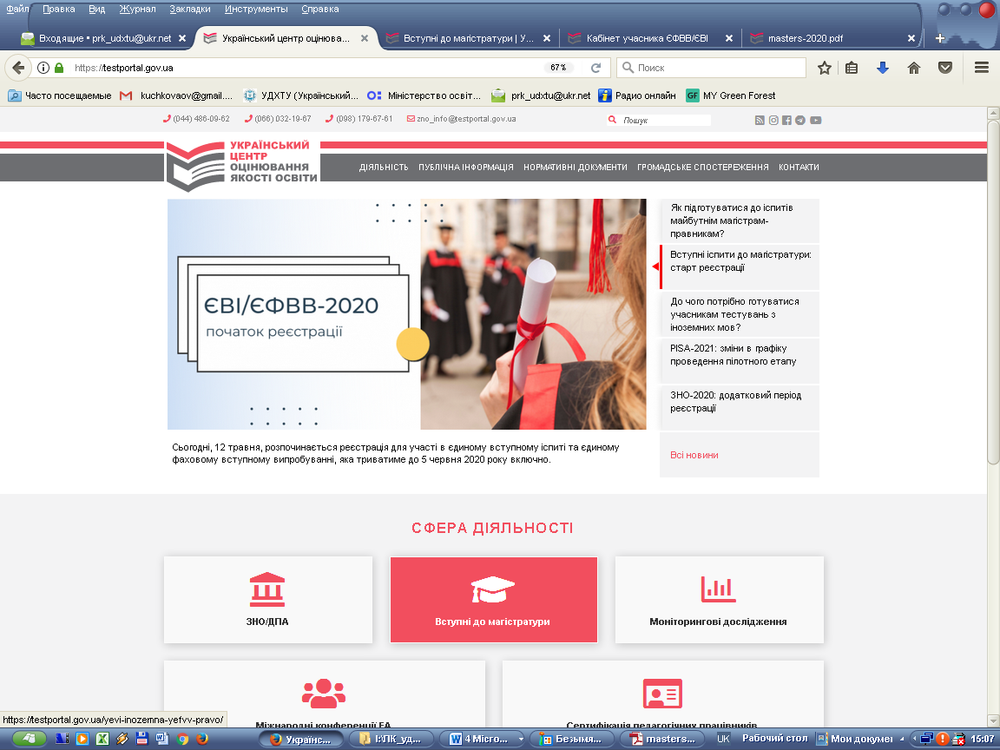 Файл Правка Вид Журнал Закладки Инструменты Справка
Входящие • prk_udxtu@ukr.net
Український центр оцінюва...
Вступні до магістратури | У...
Кабінет учасника ЄФВВ/ЄВІ
masters-2020.pdf
https://testportal.gov.ua
67%
Поиск
Часто посещаемые
kuchkovaov@gmail....
УДХТУ (Український...
Міністерство освіт...
prk_udxtu@ukr.net
Радио онлайн
GF MY Green Forest
(044) 486-09-62
(066) 032-19-67
(098) 179-67-61
zno_info@testportal.gov.ua
Пошук
УКРАЇНСЬКИЙ
ЦЕНТР
ОЦІНЮВАННЯ
ЯКОСТІ ОСВІТИ
ДІЯЛЬНІСТЬ ПУБЛІЧНА ІНФОРМАЦІЯ НОРМАТИВНІ ДОКУМЕНТИ ГРОМАДСЬКЕ СПОСТЕРЕЖЕННЯ КОНТАКТИ
ЄВІ/ЄФВВ-2020
початок реєстрації
Сьогодні, 12 травня, розпочинається реєстрація для участі в єдиному вступному іспиті та єдиному
фаховому вступному випробуванні, яка триватиме до 5 червня 2020 року включно.
Як підготуватися до іспитів
майбутнім магістрам-
правникам?
Вступні іспити до магістратури:
старт реєстрації
До чого потрібно готуватися
учасникам тестувань з
іноземних мов?
PISA-2021: зміни в графіку
проведення пілотного етапу
ЗНО-2020: додатковий період
реєстрації
Всі новини
СФЕРА ДІЯЛЬНОСТІ
ЗНО/ДПА
Вступні до магістратури
Моніторингові дослідження
Міжнародні конференції ЕА
Сертифікація педагогічних працівників
https://testportal.gov.ua/yevi-inozemna-yefvv-pravo/
Українс...
I:\ПК_уд...
4 Місго...
Безымя...
masters...
UK
Рабочий стол
Мои докумен
15:07